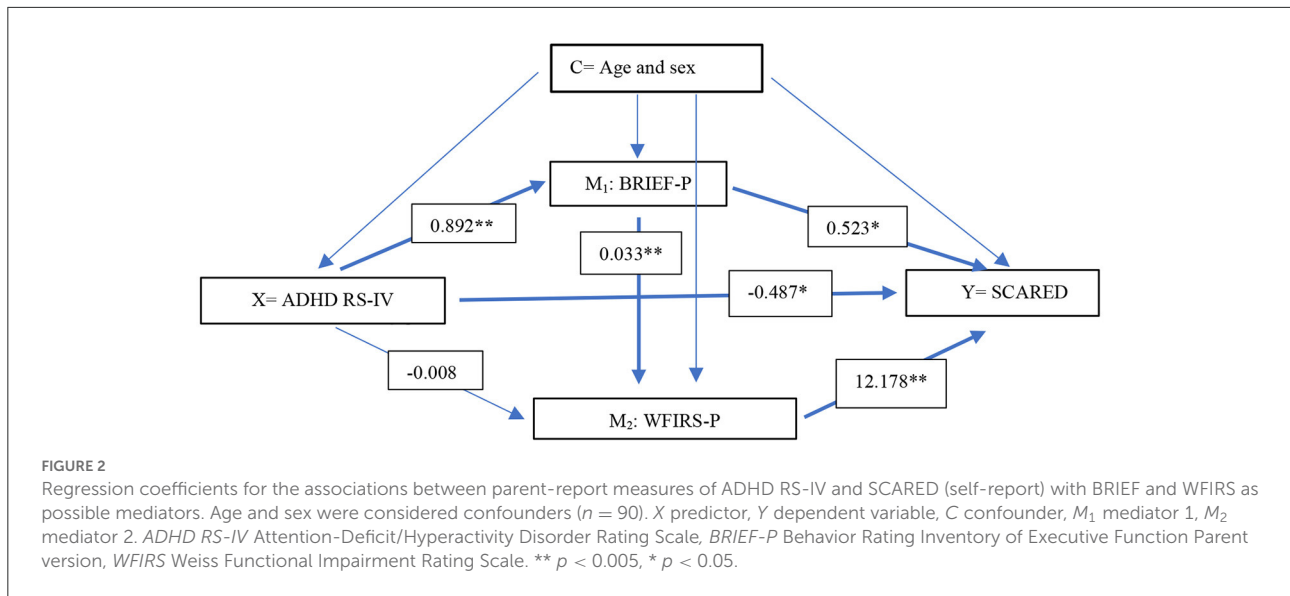 C= Age and sex
M₁: BRIEF-P
0.892**
0.523*
0.033**
X= ADHD RS-IV
-0.487*
Y= SCARED
-0.008
12.178**
M₂: WFIRS-P
FIGURE 2
Regression coefficients for the associations between parent-report measures of ADHD RS-IV and SCARED (self-report) with BRIEF and WFIRS as
possible mediators. Age and sex were considered confounders (n = 90). X predictor, Y dependent variable, C confounder, M₁ mediator 1, M₂
mediator 2. ADHD RS-IV Attention-Deficit/Hyperactivity Disorder Rating Scale, BRIEF-P Behavior Rating Inventory of Executive Function Parent
version, WFIRS Weiss Functional Impairment Rating Scale. ** p < 0.005, * p < 0.05.